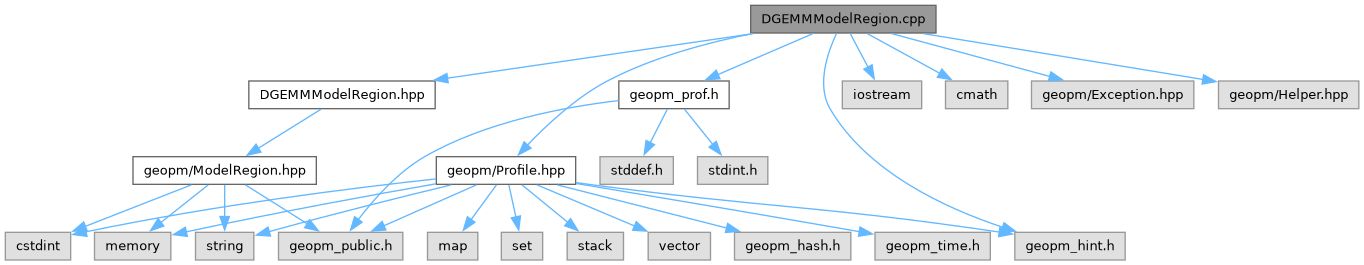 DGEMMModelRegion.cpp
DGEMMModelRegion.hpp
geopm_prof.h
iostream
cmath
geopm/Exception.hpp
geopm/Helper.hpp
geopm/ModelRegion.hpp
geopm/Profile.hpp
stddef.h
stdint.h
cstdint
memory
string
geopm_public.h
map
set
stack
vector
geopm_hash.h
geopm_time.h
geopm_hint.h